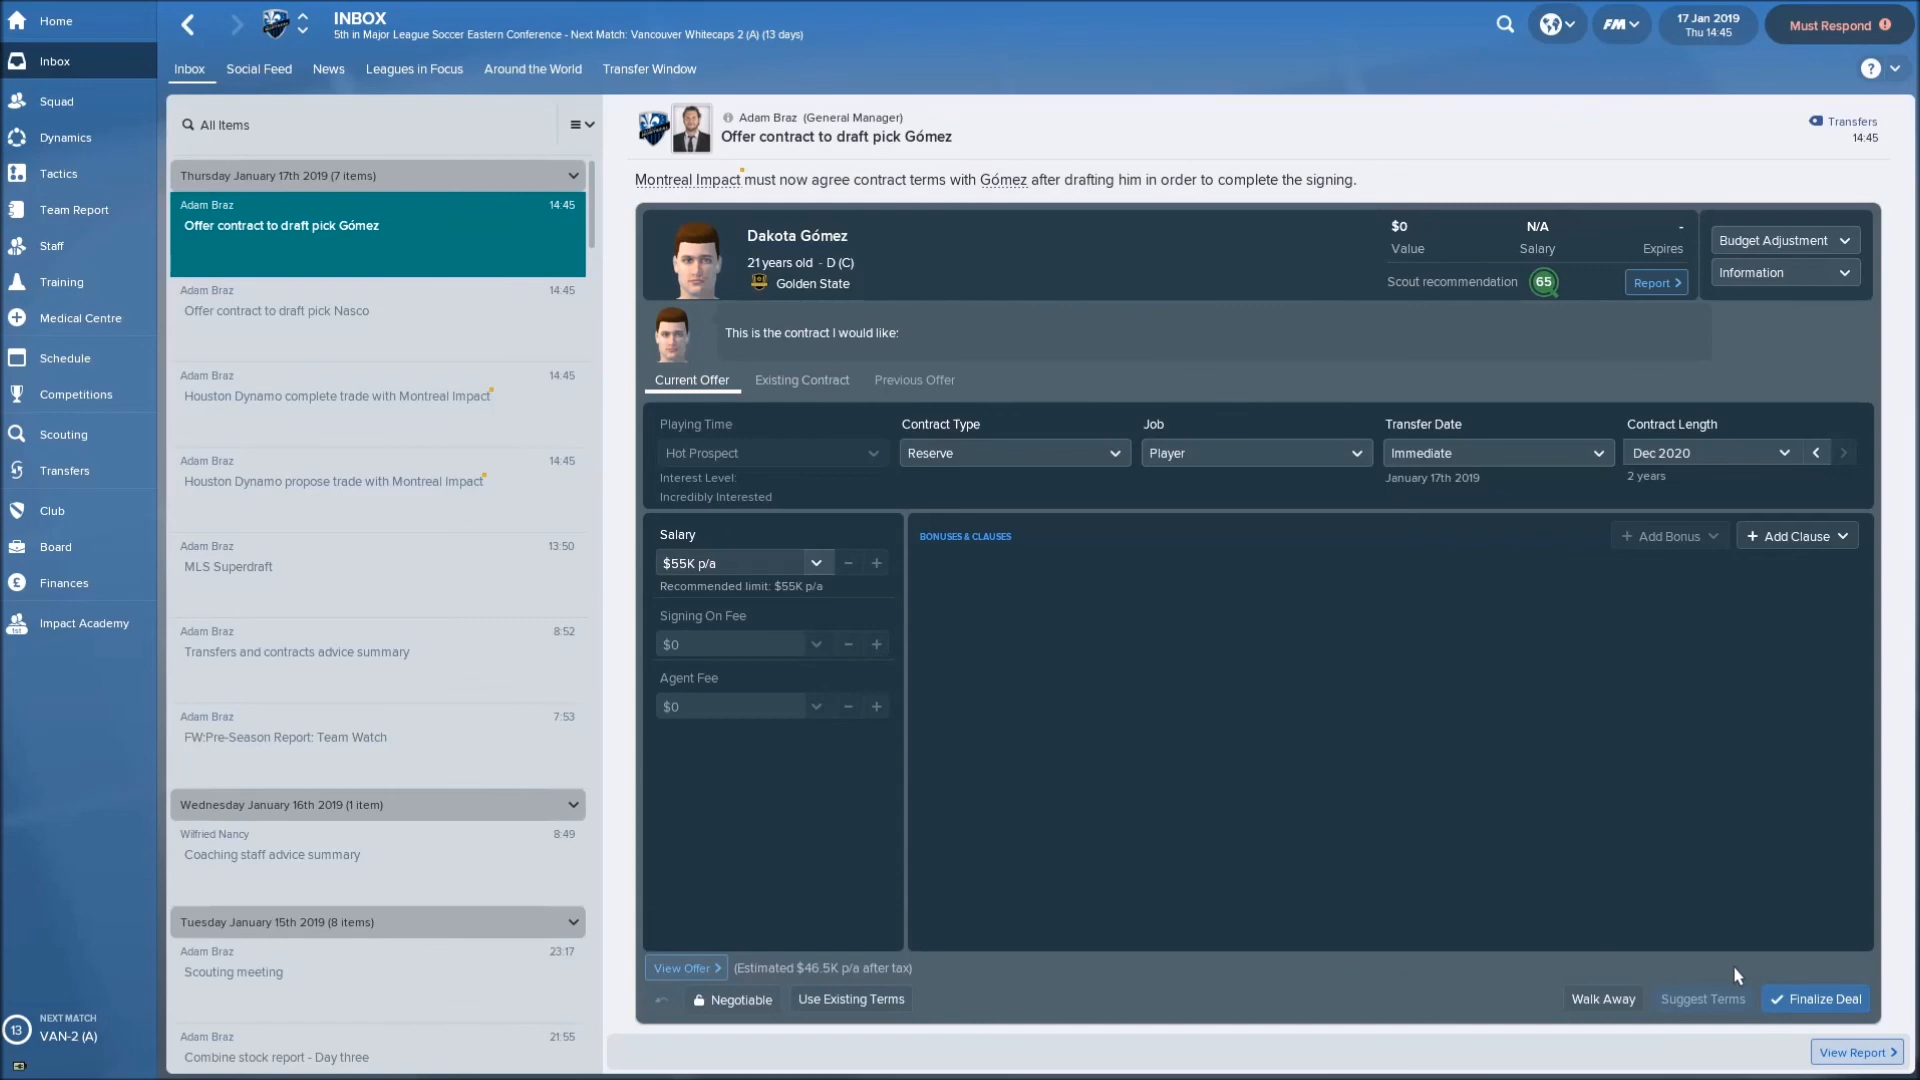 Home
INBOX
5th in Major League Soccer Eastern Conference - Next Match: Vancouver Whitecaps 2 (A) (13 days)
FM
17 Jan 2019
Thu 14:45
Must Respond
Inbox
Inbox
Social Feed
News
Leagues in Focus
Around the World
Transfer Window
?
Squad
Dynamics
Tactics
Team Report
Staff
Training
Medical Centre
Schedule
Competitions
Scouting
Transfers
Club
Board
Finances
1st
Impact Academy
13
NEXT MATCH
VAN-2 (A)
All Items
Thursday January 17th 2019 (7 items)
Adam Braz 14:45
Offer contract to draft pick Gómez
Adam Braz 14:45
Offer contract to draft pick Nasco
Adam Braz 14:45
Houston Dynamo complete trade with Montreal Impact
Adam Braz 14:45
Houston Dynamo propose trade with Montreal Impact
Adam Braz 13:50
MLS Superdraft
Adam Braz 8:52
Transfers and contracts advice summary
Adam Braz 7:53
FW:Pre-Season Report: Team Watch
Wednesday January 16th 2019 (1 item)
Wilfried Nancy 8:49
Coaching staff advice summary
Tuesday January 15th 2019 (8 items)
Adam Braz 23:17
Scouting meeting
Adam Braz 21:55
Combine stock report - Day three
Adam Braz (General Manager)
Offer contract to draft pick Gómez
Transfers
14:45
Montreal Impact must now agree contract terms with Gómez after drafting him in order to complete the signing.
Dakota Gómez
21 years old - D (C)
Golden State
$0 N/A -
Value Salary Expires
Scout recommendation 65 Report
Budget Adjustment
Information
This is the contract I would like:
Current Offer Existing Contract Previous Offer
Playing Time Contract Type Job Transfer Date Contract Length
Hot Prospect Reserve Player Immediate Dec 2020
Interest Level: January 17th 2019 2 years
Incredibly Interested
Salary
$55K p/a
Recommended limit: $55K p/a
Signing On Fee
$0
Agent Fee
$0
BONUSES & CLAUSES
+ Add Bonus
+ Add Clause
View Offer > (Estimated $46.5K p/a after tax)
Negotiable
Use Existing Terms
Walk Away
Suggest Terms
Finalize Deal
View Report >